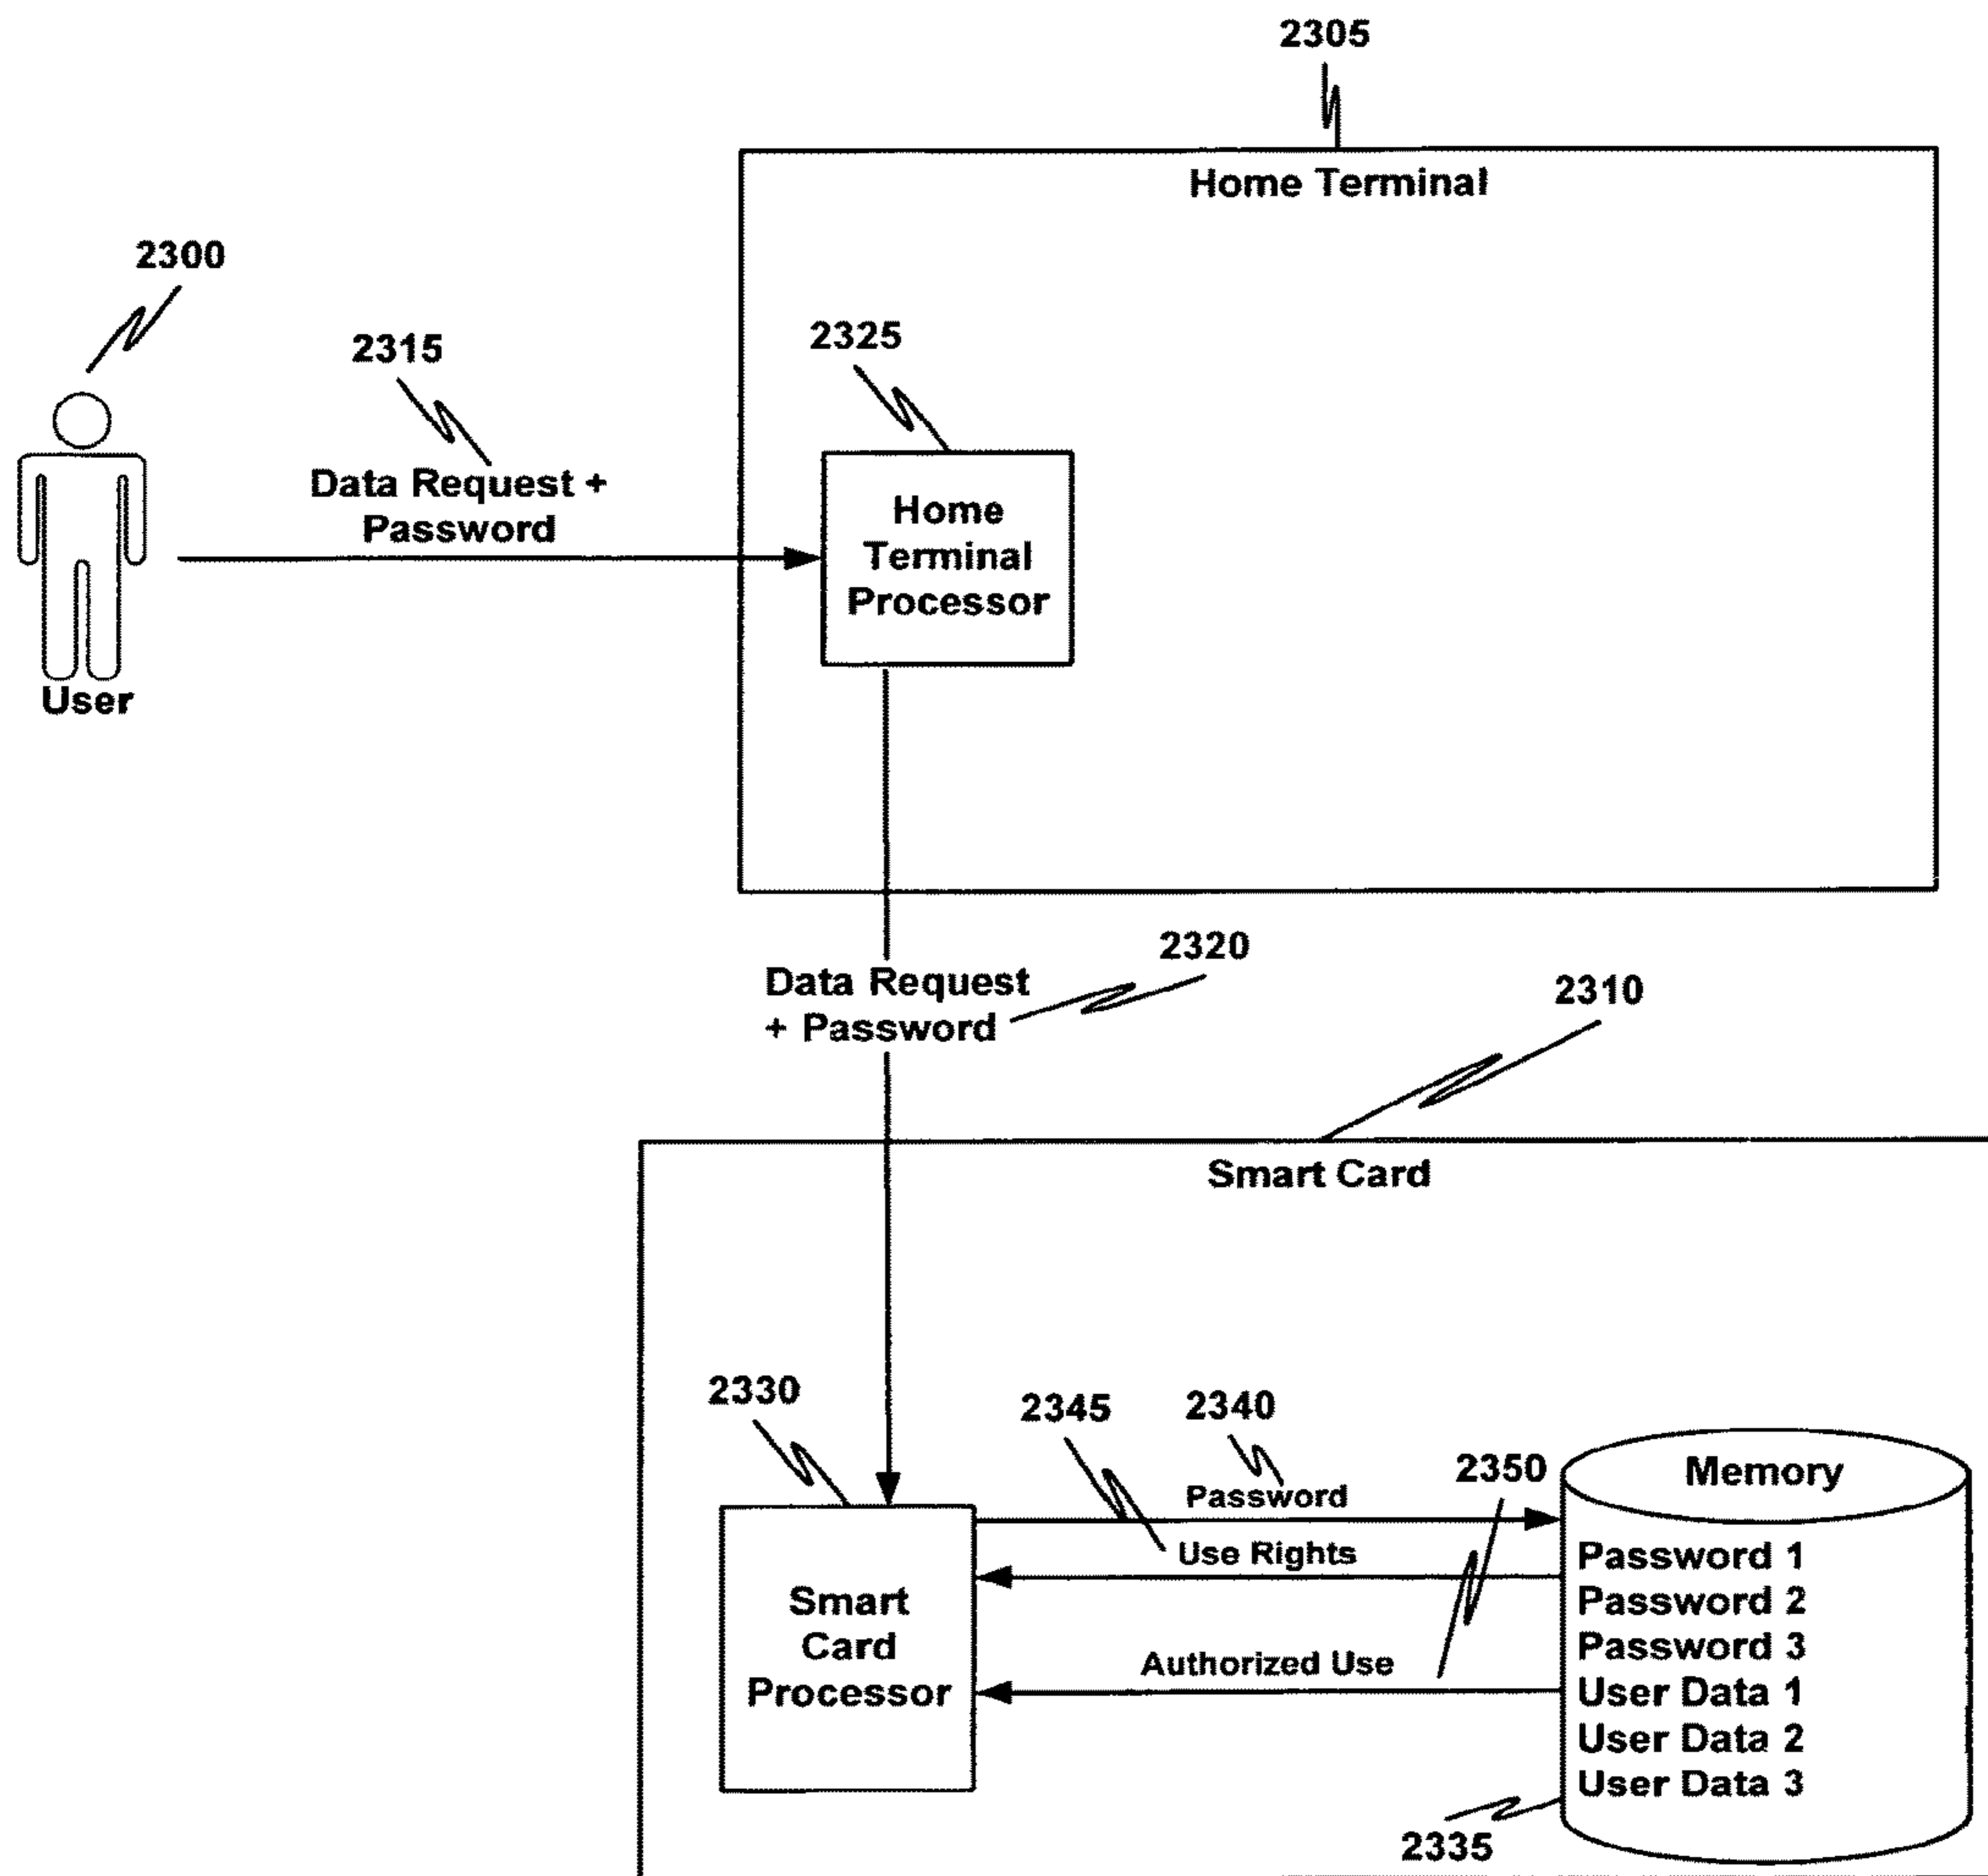 2305
Home Terminal
2300
2315
2325
Data Request +
Password
Home
Terminal
Processor
User
2320
Data Request
+ Password
2310
Smart Card
2330
2345
2340
2350
Memory
Password
Use Rights
Authorized Use
Smart
Card
Processor
Password 1
Password 2
Password 3
User Data 1
User Data 2
User Data 3
2335